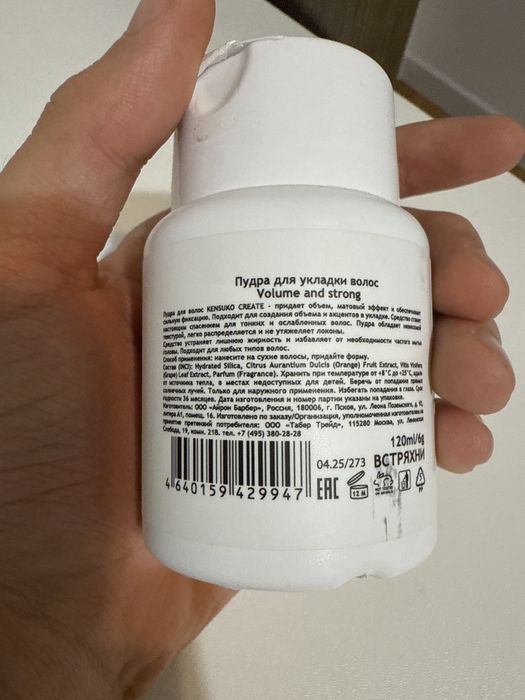 Пудра для укладки волос
Volume and strong
Пудра для волос KENSUKO CREATE - придает объем, матовый эффект и обеспечивает
сильную фиксацию. Подходит для создания объема и акцентов в укладке. Средство станет
настоящим спасением для тонких и ослабленных волос. Пудра обладает невесомой
текстурой, легко распределяется и не утяжеляет локоны.
Средство устраняет лишнюю жирность и избавляет от необходимости частого мытья
головы. Подходит для любых типов волос.
Способ применения: нанесите на сухие волосы, придайте форму.
Состав (INCI): Hydrated Silica, Citrus Aurantium Dulcis (Orange) Fruit Extract, Vitis Vinifera
(Grape) Leaf Extract, Parfum (Fragrance). Хранить при температуре от +8°C до +25°C, вдали
от источника тепла, в местах недоступных для детей. Беречь от попадания прямых
солнечных лучей. Только для наружного применения. Избегать попадания в глаза. Срок
годности 36 месяцев. Дата изготовления и номер партии указаны на упаковке.
Изготовитель: ООО «Айрон Барбер», Россия, 180006, г. Псков, ул. Леона Поземского, д. 92,
литера А1, помещ. 16. Изготовлено по заказу/Организация, уполномоченная изготовителем на
принятие претензий потребителя: ООО «Табер Трейд», 115280 Москва, ул. Ленинская
Слобода, 19, комн. 21В. тел. +7 (495) 380-28-28
120ml/6g
04.25/273 ВСТРЯХНИ
4 640159 429947
EAC
12 M
PP